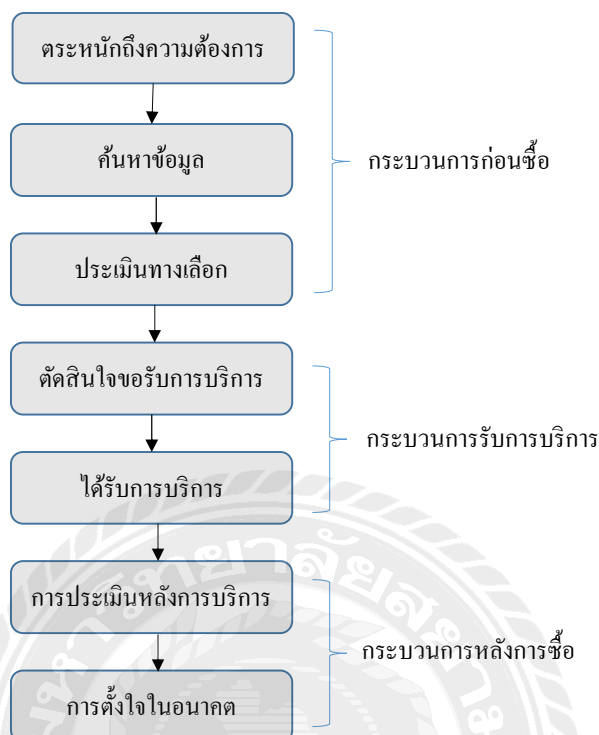 ตระหนักถึงความต้องการ
ค้นหาข้อมูล
กระบวนการก่อนซื้อ
ประเมินทางเลือก
ตัดสินใจขอรับการบริการ
กระบวนการรับการบริการ
ได้รับการบริการ
การประเมินหลังการบริการ
กระบวนการหลังการซื้อ
การตั้งใจในอนาคต